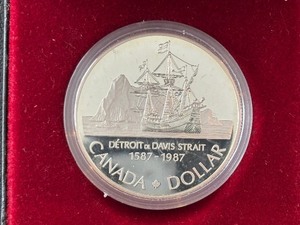 DÉTROIT DE DAVIS STRAIT
1587-1987
CANADA DOLLAR